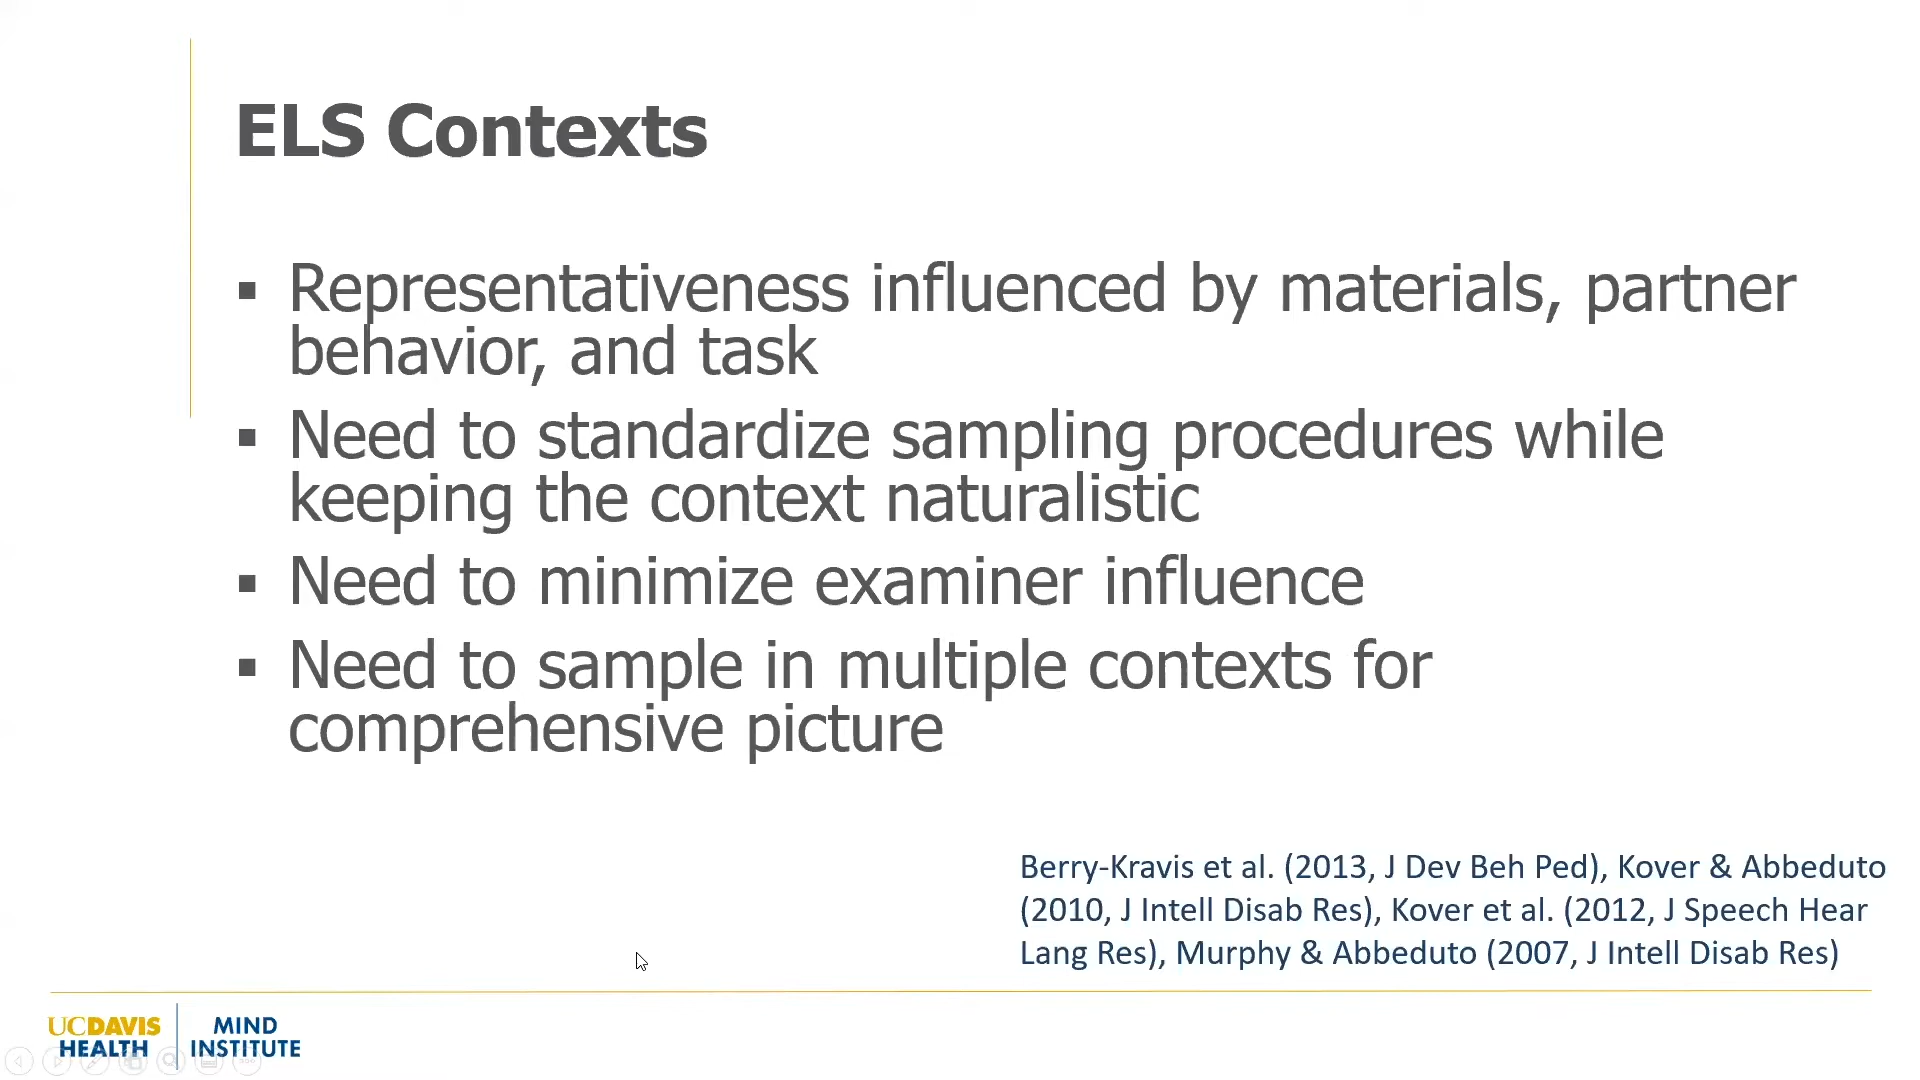 ELS Contexts
▪ Representativeness influenced by materials, partner
behavior, and task
▪ Need to standardize sampling procedures while
keeping the context naturalistic
▪ Need to minimize examiner influence
▪ Need to sample in multiple contexts for
comprehensive picture
Berry-Kravis et al. (2013, J Dev Beh Ped), Kover & Abbeduto
(2010, J Intell Disab Res), Kover et al. (2012, J Speech Hear
Lang Res), Murphy & Abbeduto (2007, J Intell Disab Res)
UCDAVIS
HEALTH
MIND
INSTITUTE